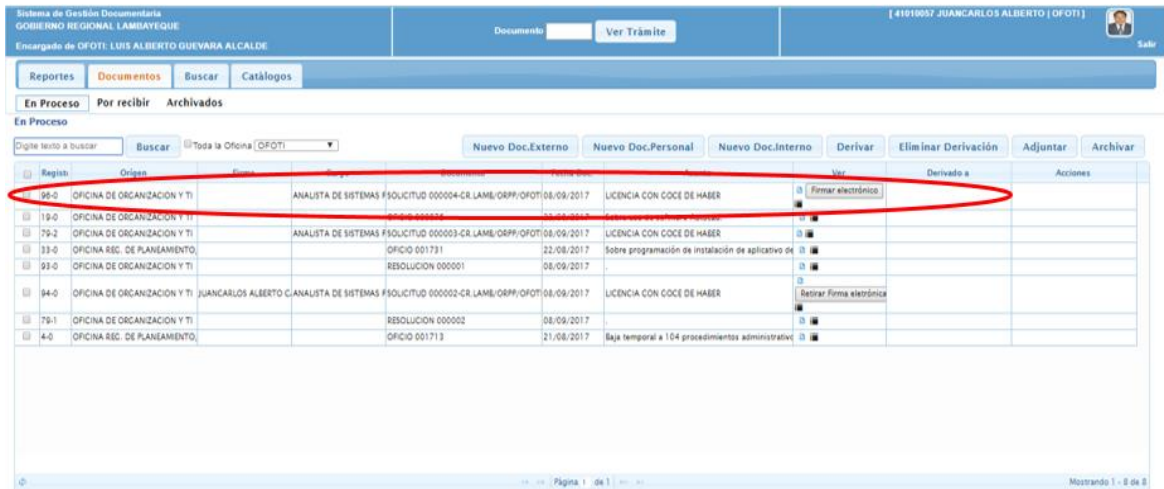 Sistema de Gestión Documentaria
GOBIERNO REGIONAL LAMBAYEQUE
Encargado de OFOTI: LUIS ALBERTO GUEVARA ALCALDE
Documento Ver Tràmite
[ 41010057 JUANCARLOS ALBERTO | OFOTI ]
Salir
Reportes Documentos Buscar Catàlogos
En Proceso Por recibir Archivados
En Proceso
Digite texto a buscar Buscar Toda la Oficina OFOTI Nuevo Doc.Externo Nuevo Doc.Personal Nuevo Doc.Interno Derivar Eliminar Derivación Adjuntar Archivar
Registr Origen Ver Derivado a Acciones
96-0 OFICINA DE ORGANIZACION Y TI ANALISTA DE SISTEMAS F SOLICITUD 000004-CR.LAMB/ORPP/OFOTI 08/09/2017 LICENCIA CON GOCE DE HABER Firmar electrónico
19-0 OFICINA DE ORGANIZACION Y TI
79-2 OFICINA DE ORGANIZACION Y TI ANALISTA DE SISTEMAS F SOLICITUD 000003-CR.LAMB/ORPP/OFOTI 08/09/2017 LICENCIA CON GOCE DE HABER
33-0 OFICINA REG. DE PLANEAMIENTO, OFICIO 001731 22/08/2017 Sobre programación de instalación de aplicativo de
93-0 OFICINA DE ORGANIZACION Y TI RESOLUCION 000001 08/09/2017 .
94-0 OFICINA DE ORGANIZACION Y TI JUANCARLOS ALBERTO C. ANALISTA DE SISTEMAS F SOLICITUD 000002-CR.LAMB/ORPP/OFOTI 08/09/2017 LICENCIA CON GOCE DE HABER Retirar Firma eletrónica
79-1 OFICINA DE ORGANIZACION Y TI RESOLUCION 000002 08/09/2017 .
4-0 OFICINA REG. DE PLANEAMIENTO, OFICIO 001713 21/08/2017 Baja temporal a 104 procedimientos administrativo
Página 1 de 1 Mostrando 1 - 8 de 8